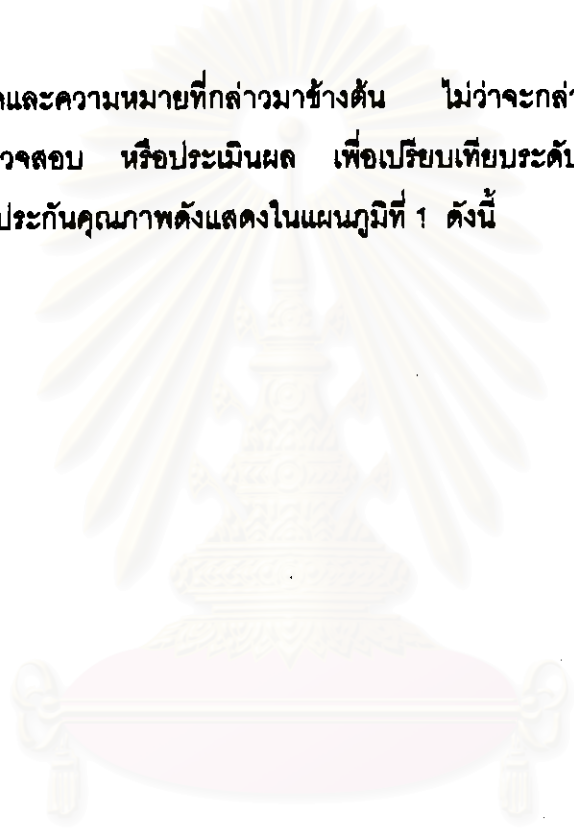 และความหมายที่กล่าวมาข้างต้น ไม่ว่าจะกล่า
วจสอบ หรือประเมินผล เพื่อเปรียบเทียบระดับ
ประกันคุณภาพดังแสดงในแผนภูมิที่ 1 ดังนี้